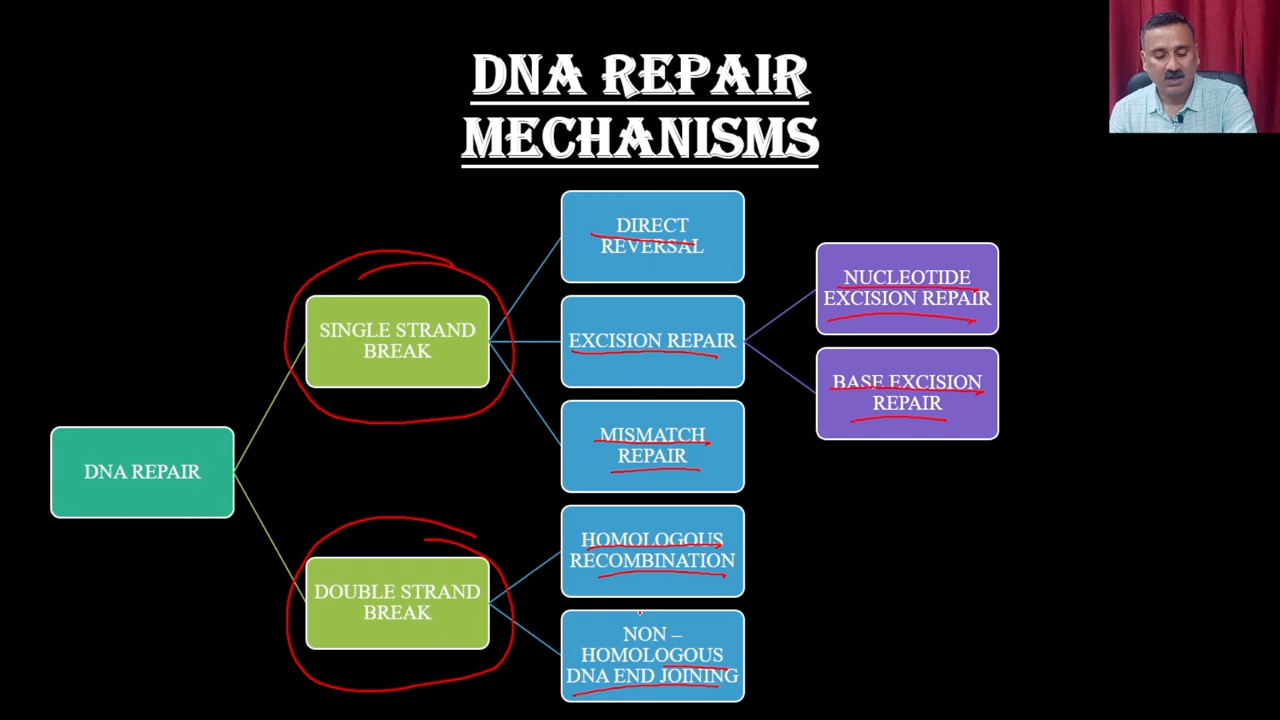 DNA REPAIR
MECHANISMS
DIRECT
REVERSAL
NUCLEOTIDE
EXCISION REPAIR
SINGLE STRAND
BREAK
EXCISION REPAIR
BASE EXCISION
REPAIR
MISMATCH
REPAIR
DNA REPAIR
HOMOLOGOUS
RECOMBINATION
DOUBLE STRAND
BREAK
NON –
HOMOLOGOUS
DNA END JOINING